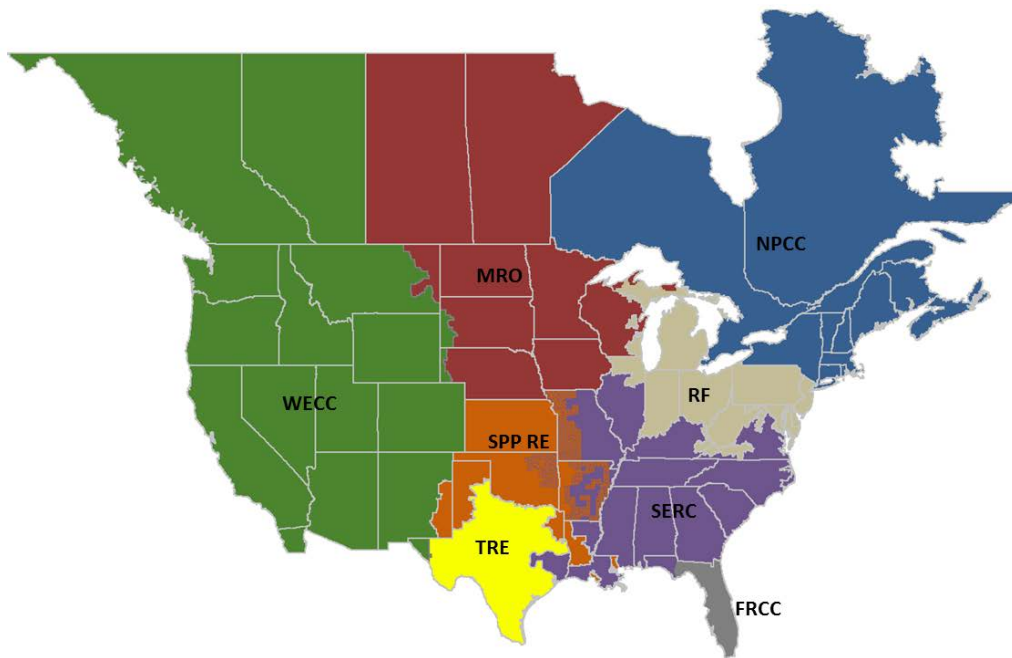 NPCC
MRO
RF
WECC
SPP RE
SERC
TRE
FRCC